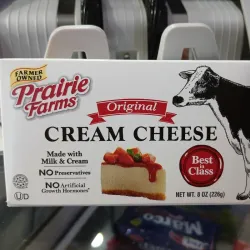 FARMER
OWNED
Prairie
Farms
Original
CREAM CHEESE
Made with
Milk & Cream
NO Preservatives
NO Artificial
Growth Hormones*
Best
in
Class
NET WT. 8 OZ (226g)